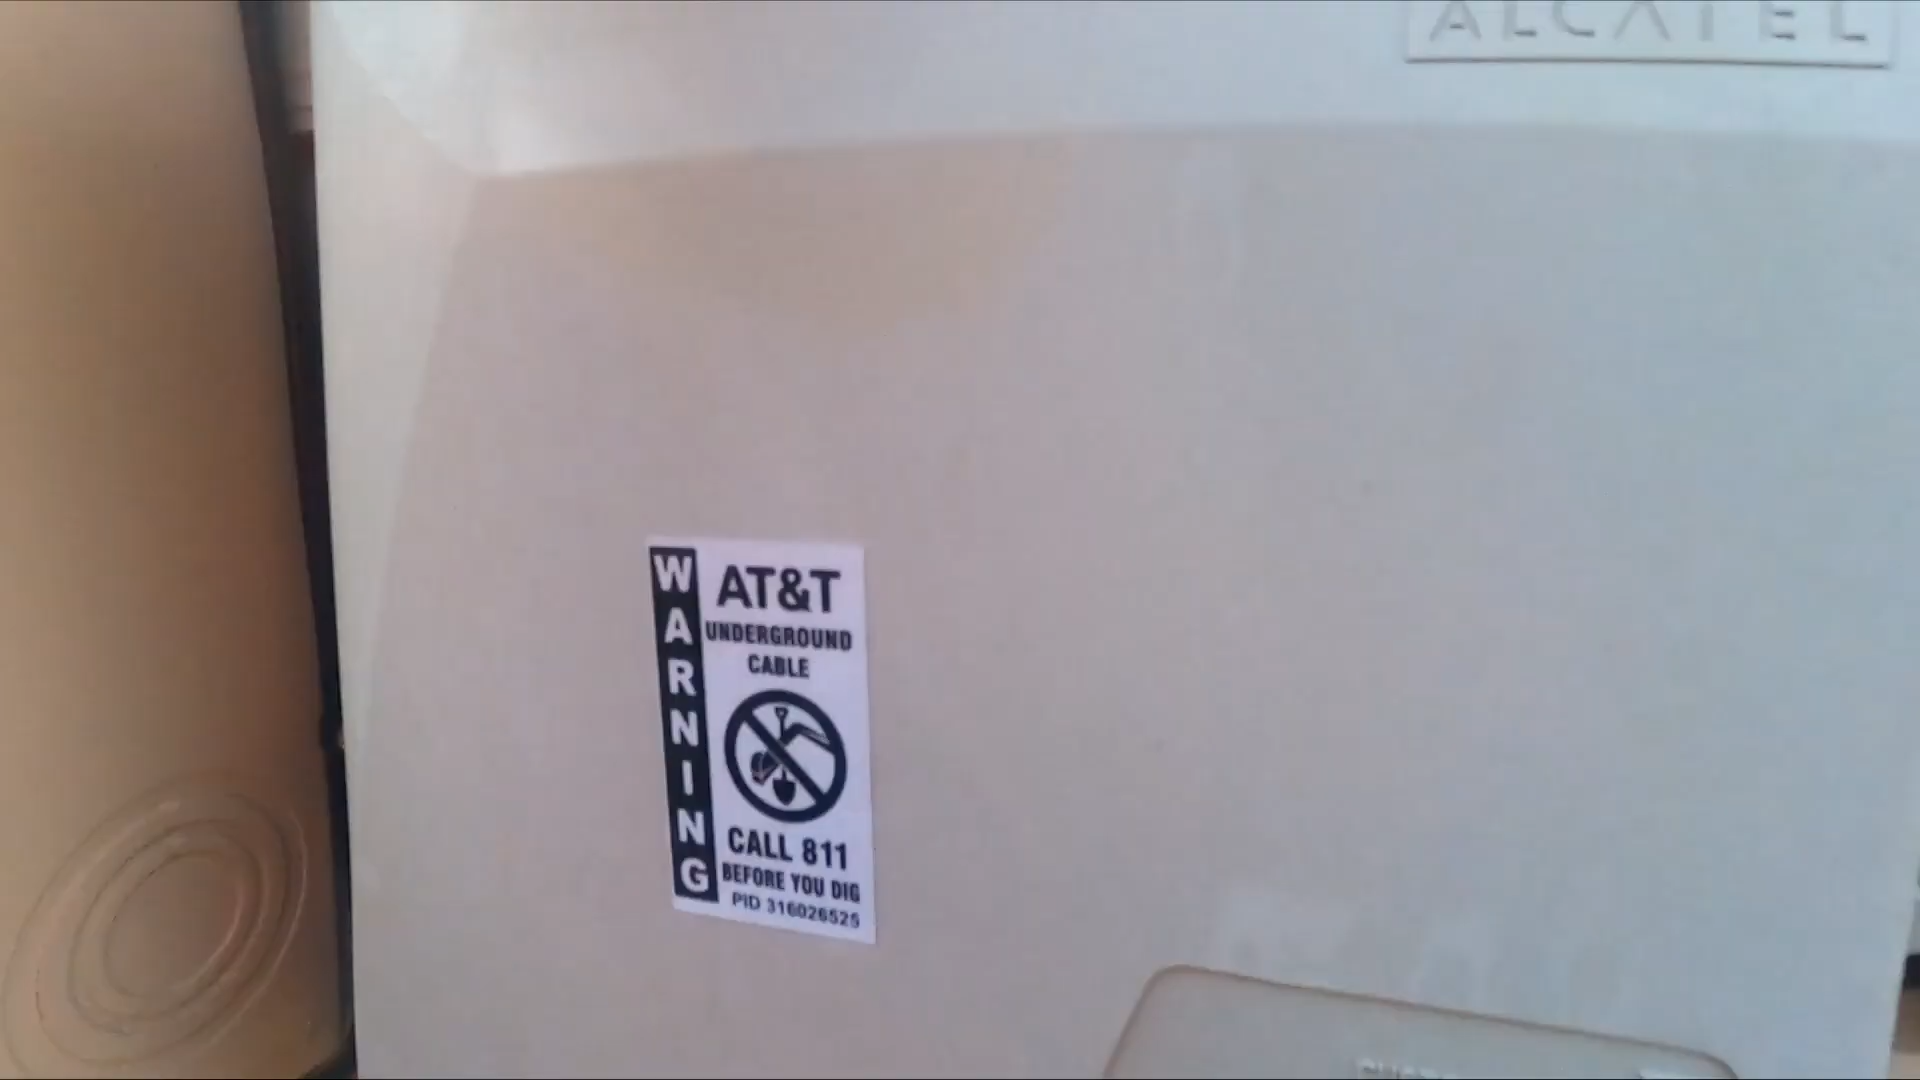 ALCATEL
WARNING
AT&T
UNDERGROUND
CABLE
CALL 811
BEFORE YOU DIG
PID 316026525